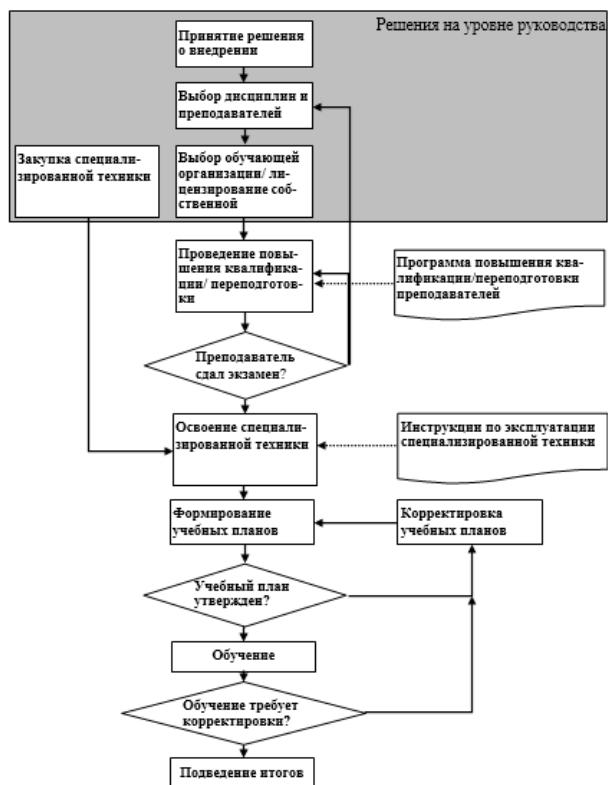 Решения на уровне руководства
Принятие решения
о внедрении
Выбор дисциплин и
преподавателей
Закупка специали-
зированной техники
Выбор обучающей
организации/ ли-
цензирование соб-
ственной
Проведение повы-
шения квалифика-
ции/ переподготов-
ки
Программа повышения ква-
лификации/переподготовки
преподавателей
Преподаватель
сдал экзамен?
Освоение специали-
зированной техники
Инструкции по эксплуатации
специализированной техники
Формирование
учебных планов
Корректировка
учебных планов
Учебный план
утвержден?
Обучение
Обучение требует
корректировки?
Подведение итогов